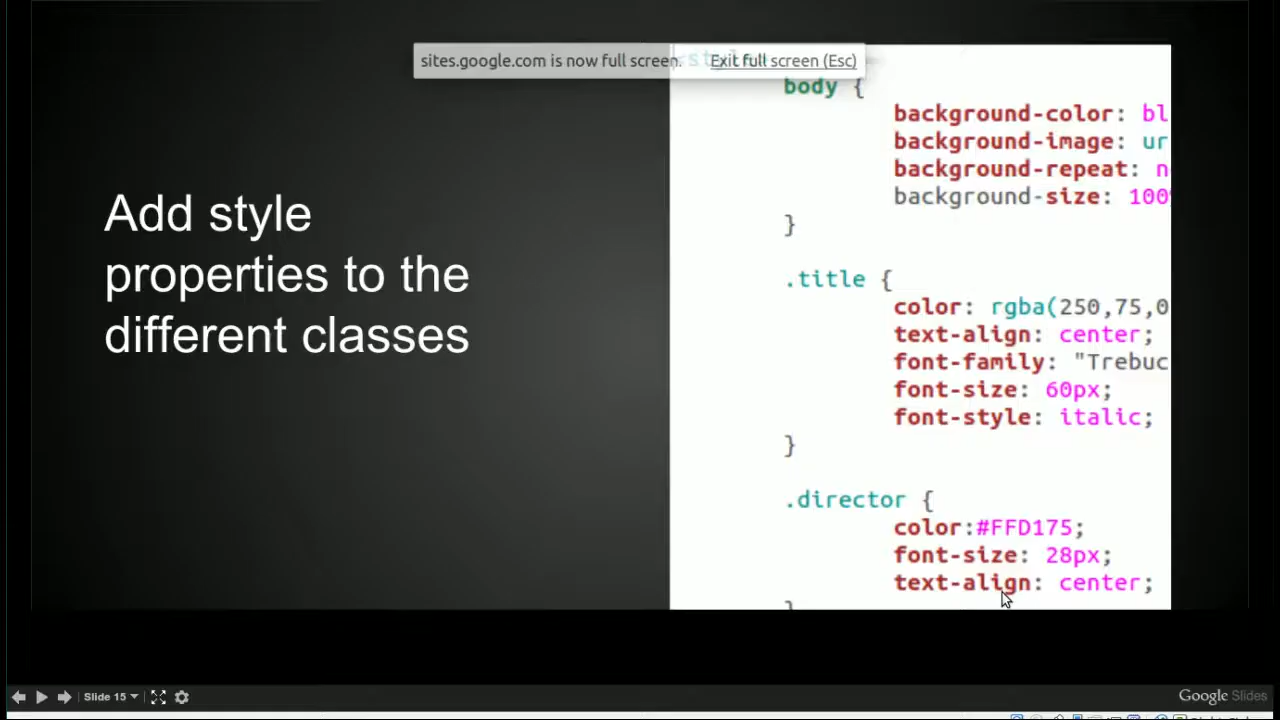 sites.google.com is now full screen. Exit full screen (Esc)
body {
background-color: bl
background-image: ur
background-repeat: n
background-size: 100%
}
.title {
color: rgba(250,75,0
text-align: center;
font-family: "Trebuc
font-size: 60px;
font-style: italic;
}
.director {
color:#FFD175;
font-size: 28px;
text-align: center;
}
Add style
properties to the
different classes
Slide 15
Google Slides